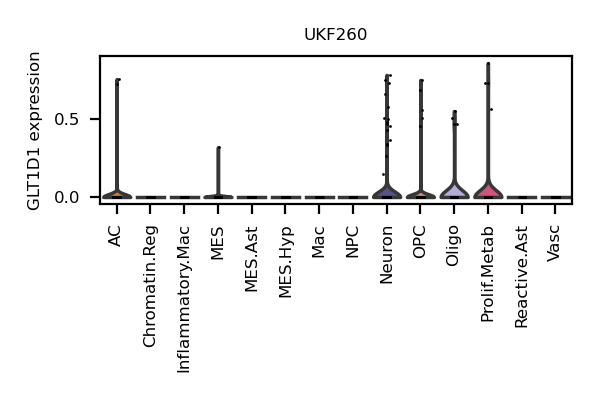 UKF260
GLT1D1 expression
0.5
0.0
AC
Chromatin.Reg
Inflammatory.Mac
MES
MES.Ast
MES.Hyp
Mac
NPC
Neuron
OPC
Oligo
Prolif.Metab
Reactive.Ast
Vasc